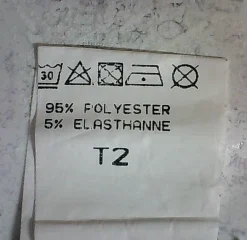 30
95% POLYESTER
5% ELASTHANNE
T2